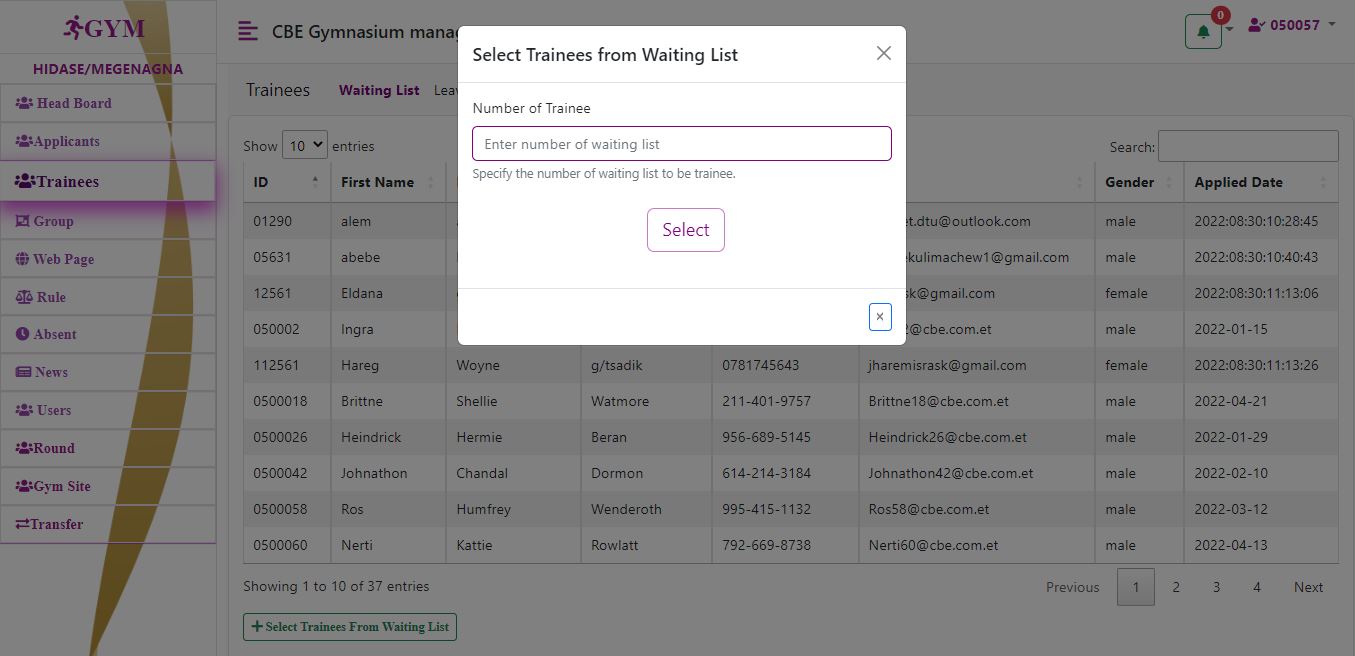 GYM
HIDASE/MEGENAGNA
Head Board
Applicants
Trainees
Group
Web Page
Rule
Absent
News
Users
Round
Gym Site
Transfer
CBE Gymnasium manag
0
050057
Trainees Waiting List Leav
Show 10 entries
Search:
Select Trainees from Waiting List
Number of Trainee
Enter number of waiting list
Specify the number of waiting list to be trainee.
Select
×
ID First Name Gender Applied Date
01290 alem et.dtu@outlook.com male 2022:08:30:10:28:45
05631 abebe ekulimachew1@gmail.com male 2022:08:30:10:40:43
12561 Eldana sk@gmail.com female 2022:08:30:11:13:06
050002 Ingra 2@cbe.com.et male 2022-01-15
112561 Hareg Woyne g/tsadik 0781745643 jharemisrask@gmail.com female 2022:08:30:11:13:26
0500018 Brittne Shellie Watmore 211-401-9757 Brittne18@cbe.com.et male 2022-04-21
0500026 Heindrick Hermie Beran 956-689-5145 Heindrick26@cbe.com.et male 2022-01-29
0500042 Johnathon Chandal Dormon 614-214-3184 Johnathon42@cbe.com.et male 2022-02-10
0500058 Ros Humfrey Wenderoth 995-415-1132 Ros58@cbe.com.et male 2022-03-12
0500060 Nerti Kattie Rowlatt 792-669-8738 Nerti60@cbe.com.et male 2022-04-13
Showing 1 to 10 of 37 entries
Previous 1 2 3 4 Next
+ Select Trainees From Waiting List